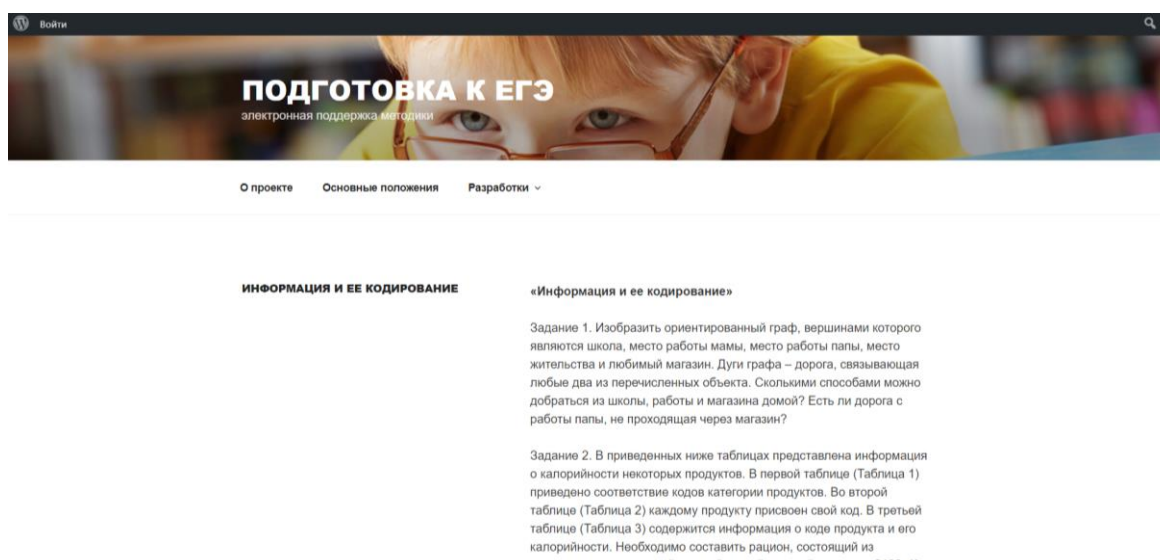 Войти
ПОДГОТОВКА К ЕГЭ
электронная поддержка методики
О проекте Основные положения Разработки
ИНФОРМАЦИЯ И ЕЕ КОДИРОВАНИЕ
«Информация и ее кодирование»
Задание 1. Изобразить ориентированный граф, вершинами которого
являются школа, место работы мамы, место работы папы, место
жительства и любимый магазин. Дуги графа – дорога, связывающая
любые два из перечисленных объекта. Сколькими способами можно
добраться из школы, работы и магазина домой? Есть ли дорога с
работы папы, не проходящая через магазин?
Задание 2. В приведенных ниже таблицах представлена информация
о калорийности некоторых продуктов. В первой таблице (Таблица 1)
приведено соответствие кодов категории продуктов. Во второй
таблице (Таблица 2) каждому продукту присвоен свой код. В третьей
таблице (Таблица 3) содержится информация о коде продукта и его
калорийности. Необходимо составить рацион, состоящий из